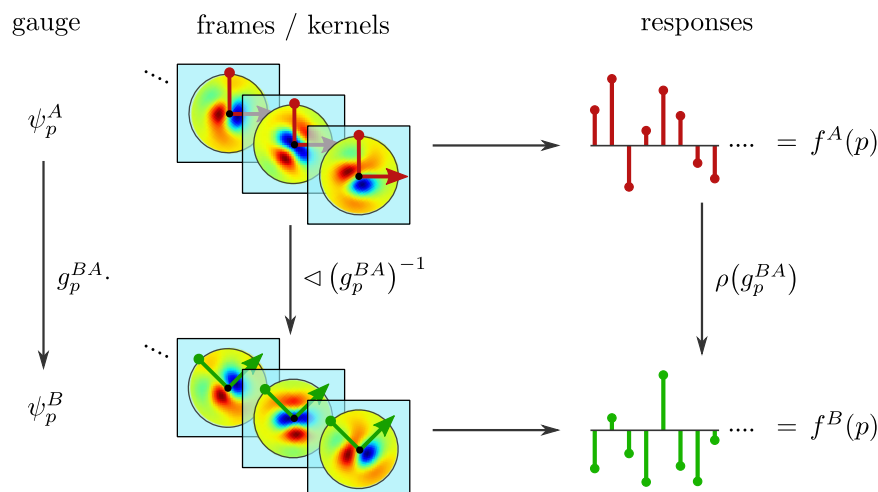 gauge frames / kernels responses
ψ_p^A .... = f^A(p)
g_p^{BA}· ◁ (g_p^{BA})^{-1} ρ(g_p^{BA})
ψ_p^B .... = f^B(p)